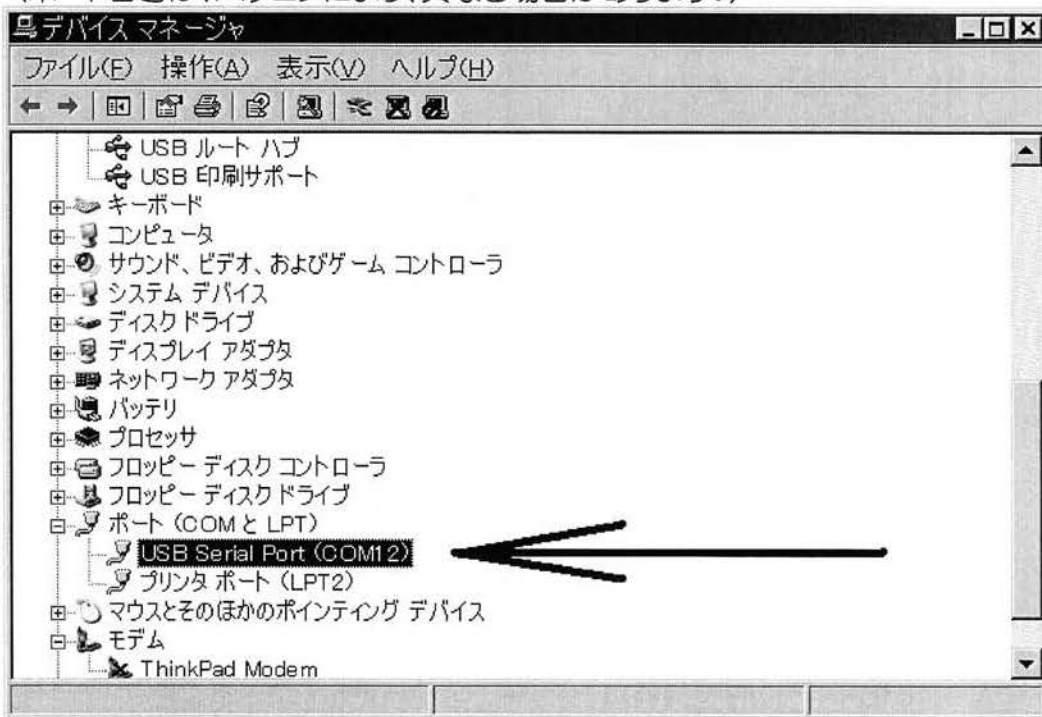 デバイス マネージャ
ファイル(F) 操作(A) 表示(V) ヘルプ(H)
USB ルート ハブ
USB 印刷サポート
キーボード
コンピュータ
サウンド、ビデオ、およびゲーム コントローラ
システム デバイス
ディスク ドライブ
ディスプレイ アダプタ
ネットワーク アダプタ
バッテリ
プロセッサ
フロッピー ディスク コントローラ
フロッピー ディスク ドライブ
ポート (COM と LPT)
USB Serial Port (COM12)
プリンタ ポート (LPT2)
マウスとそのほかのポインティング デバイス
モデム
ThinkPad Modem